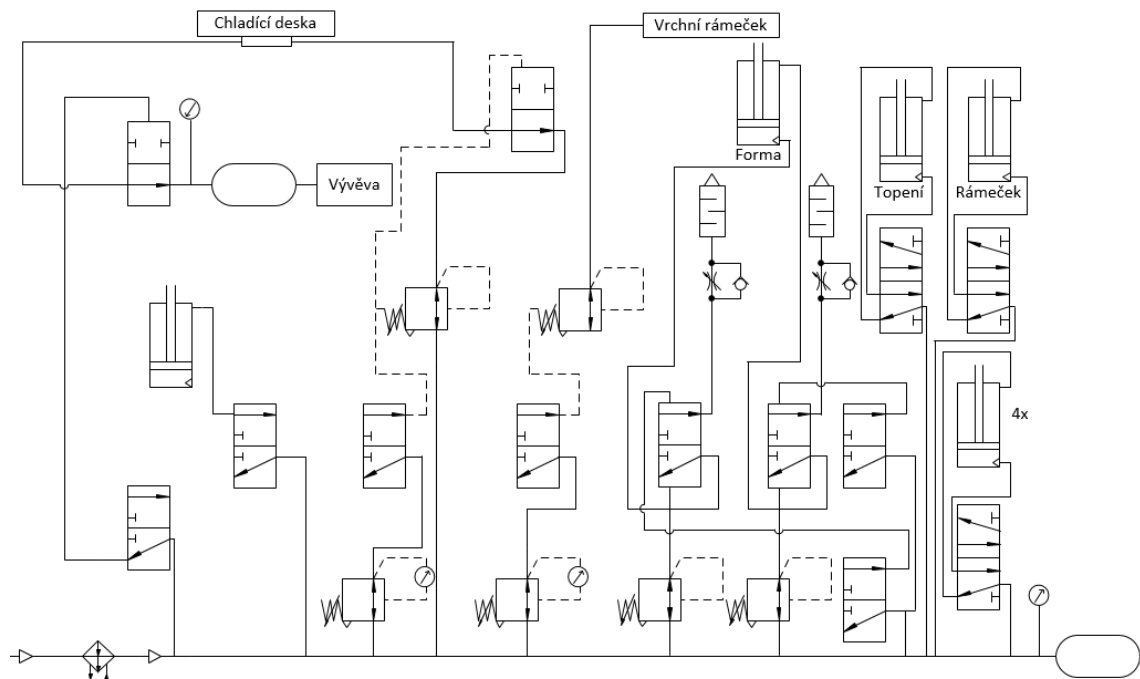 Chladící deska
Vrchní rámeček
Vývěva
Forma
Topení
Rámeček
4x